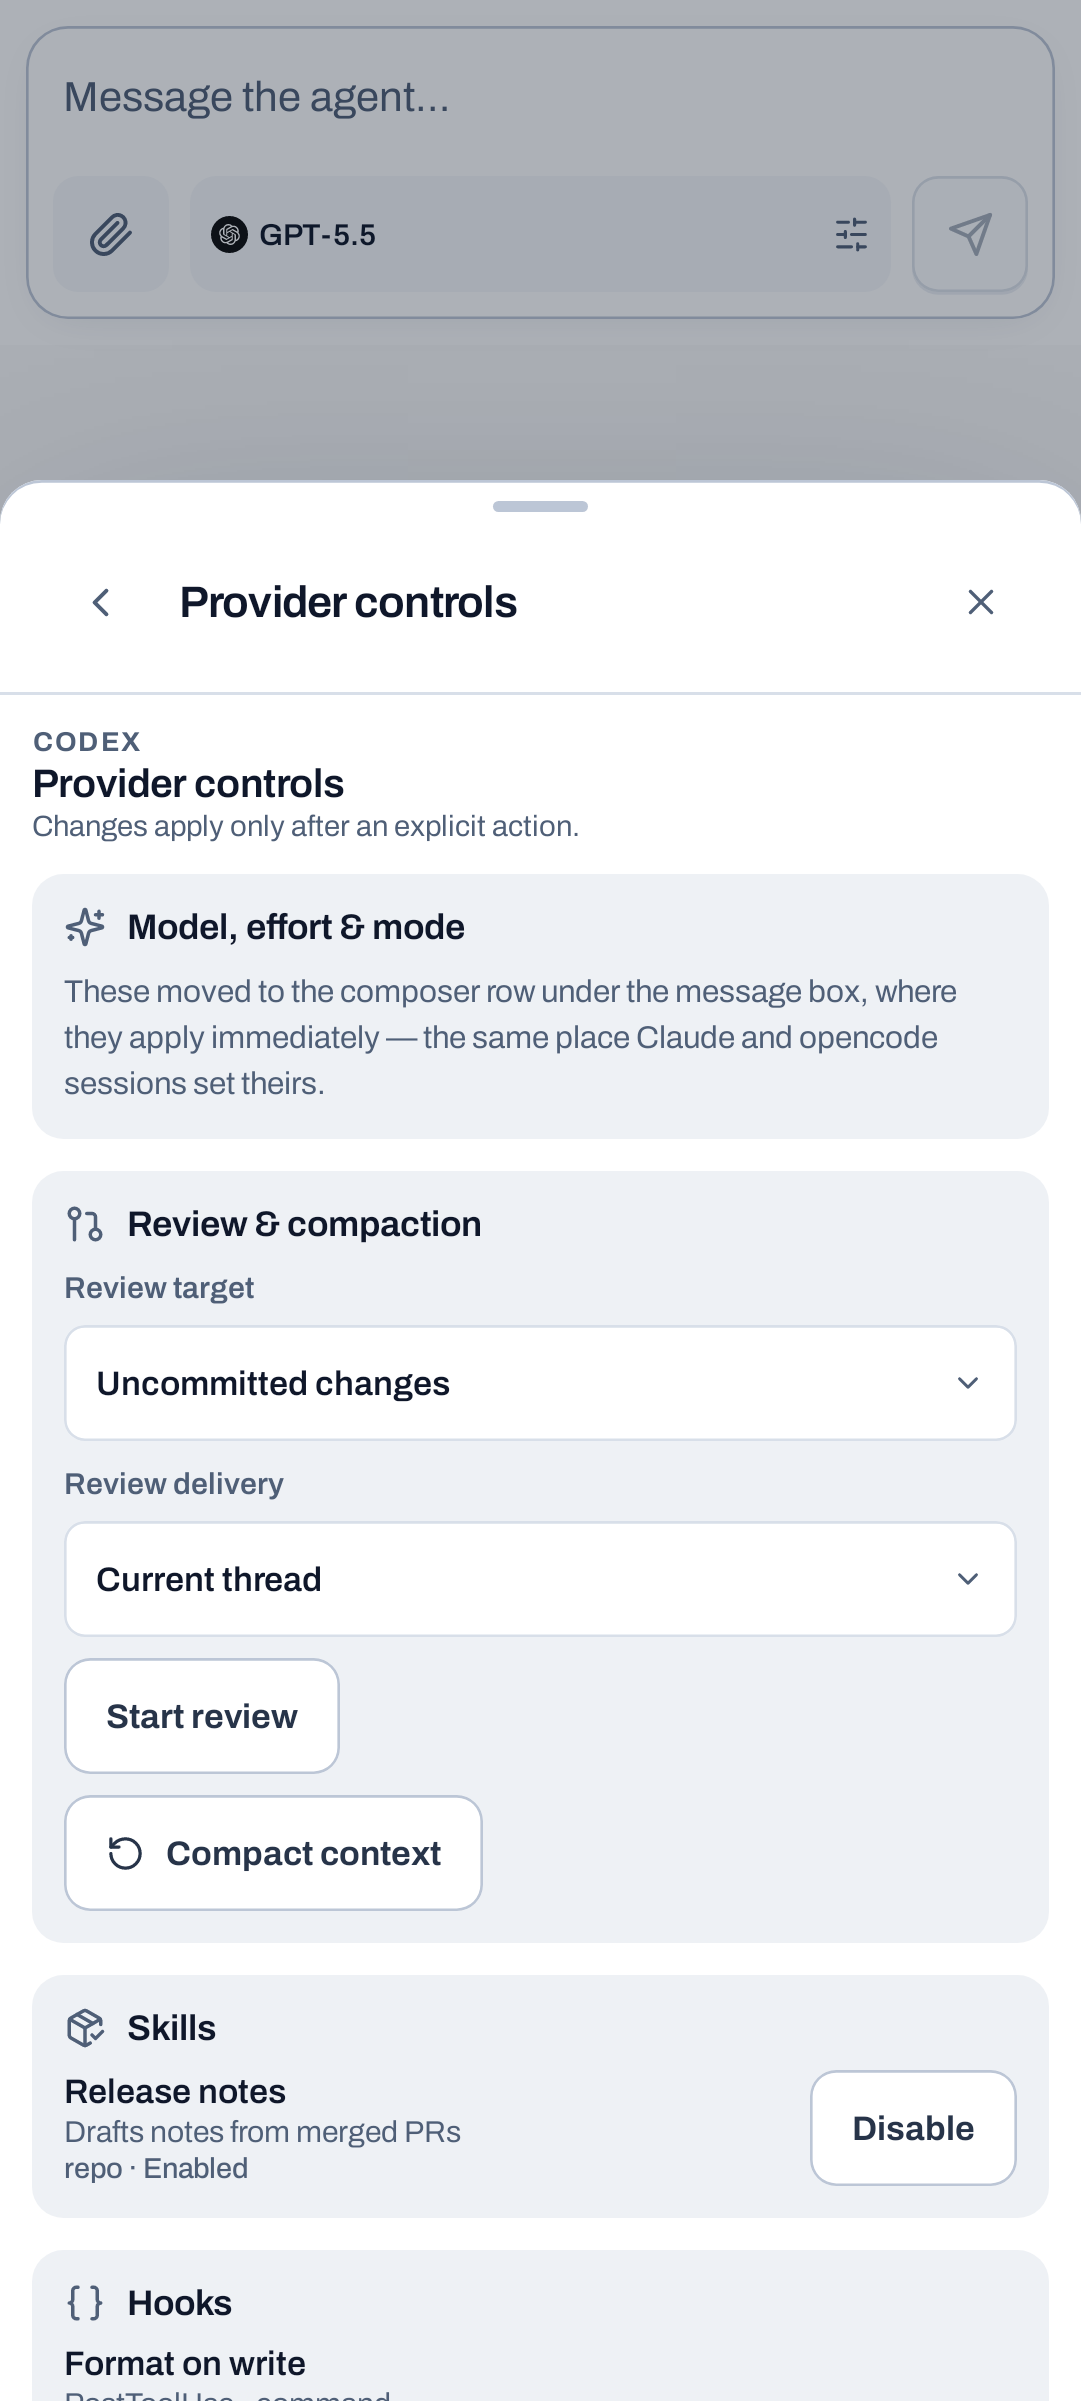 Message the agent...
GPT-5.5
Provider controls
CODEX
Provider controls
Changes apply only after an explicit action.
Model, effort & mode
These moved to the composer row under the message box, where
they apply immediately — the same place Claude and opencode
sessions set theirs.
Review & compaction
Review target
Uncommitted changes
Review delivery
Current thread
Start review
Compact context
Skills
Release notes
Drafts notes from merged PRs
repo · Enabled
Disable
{ } Hooks
Format on write
PostToolUse · command